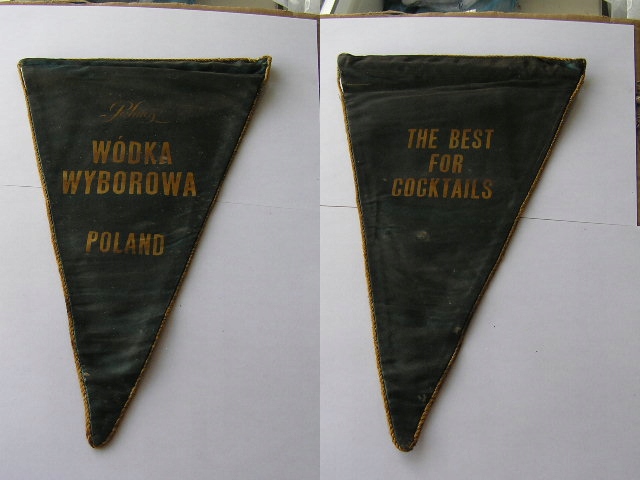 Polmos
WÓDKA
WYBOROWA
POLAND
THE BEST
FOR
COCKTAILS